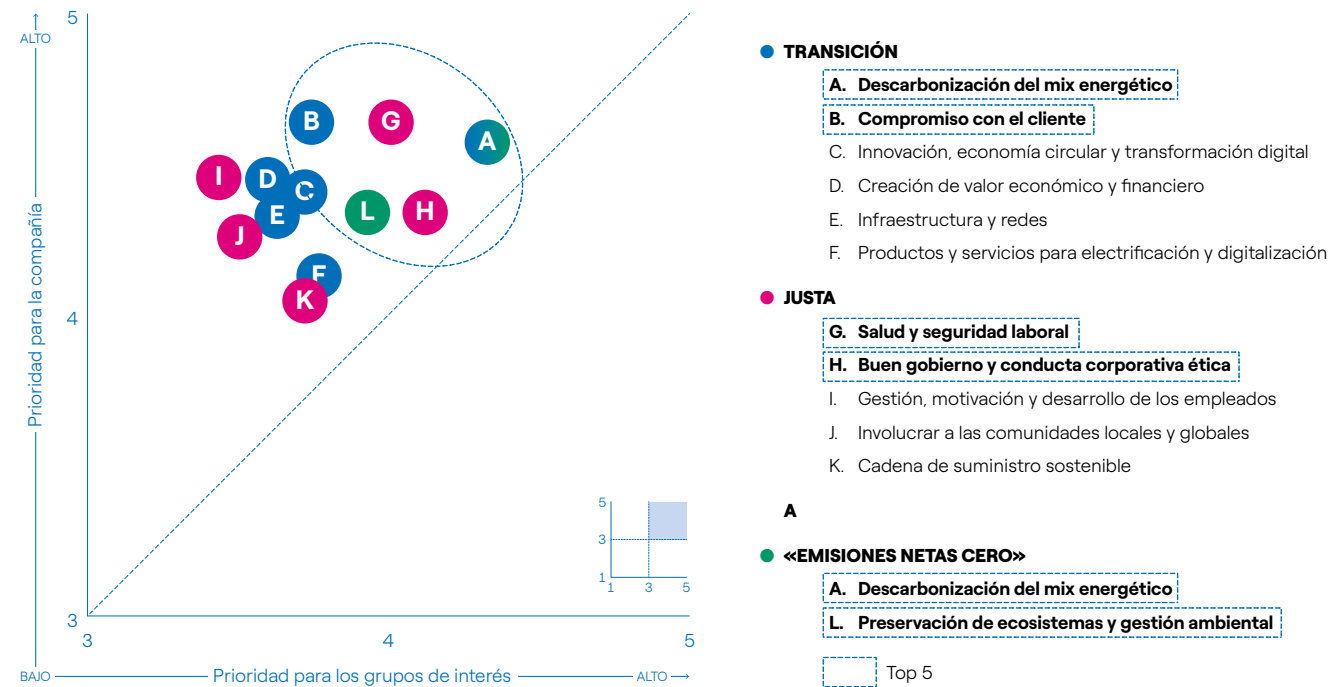 5
ALTO
B
G
A
I
D
C
E
L
H
J
F
K
Prioridad para la compañía
4
3
BAJO
3
4
5
Prioridad para los grupos de interés
ALTO
5
3
1
1
3
5
TRANSICIÓN
A. Descarbonización del mix energético
B. Compromiso con el cliente
C. Innovación, economía circular y transformación digital
D. Creación de valor económico y financiero
E. Infraestructura y redes
F. Productos y servicios para electrificación y digitalización
JUSTA
G. Salud y seguridad laboral
H. Buen gobierno y conducta corporativa ética
I. Gestión, motivación y desarrollo de los empleados
J. Involucrar a las comunidades locales y globales
K. Cadena de suministro sostenible
A
«EMISIONES NETAS CERO»
A. Descarbonización del mix energético
L. Preservación de ecosistemas y gestión ambiental
Top 5